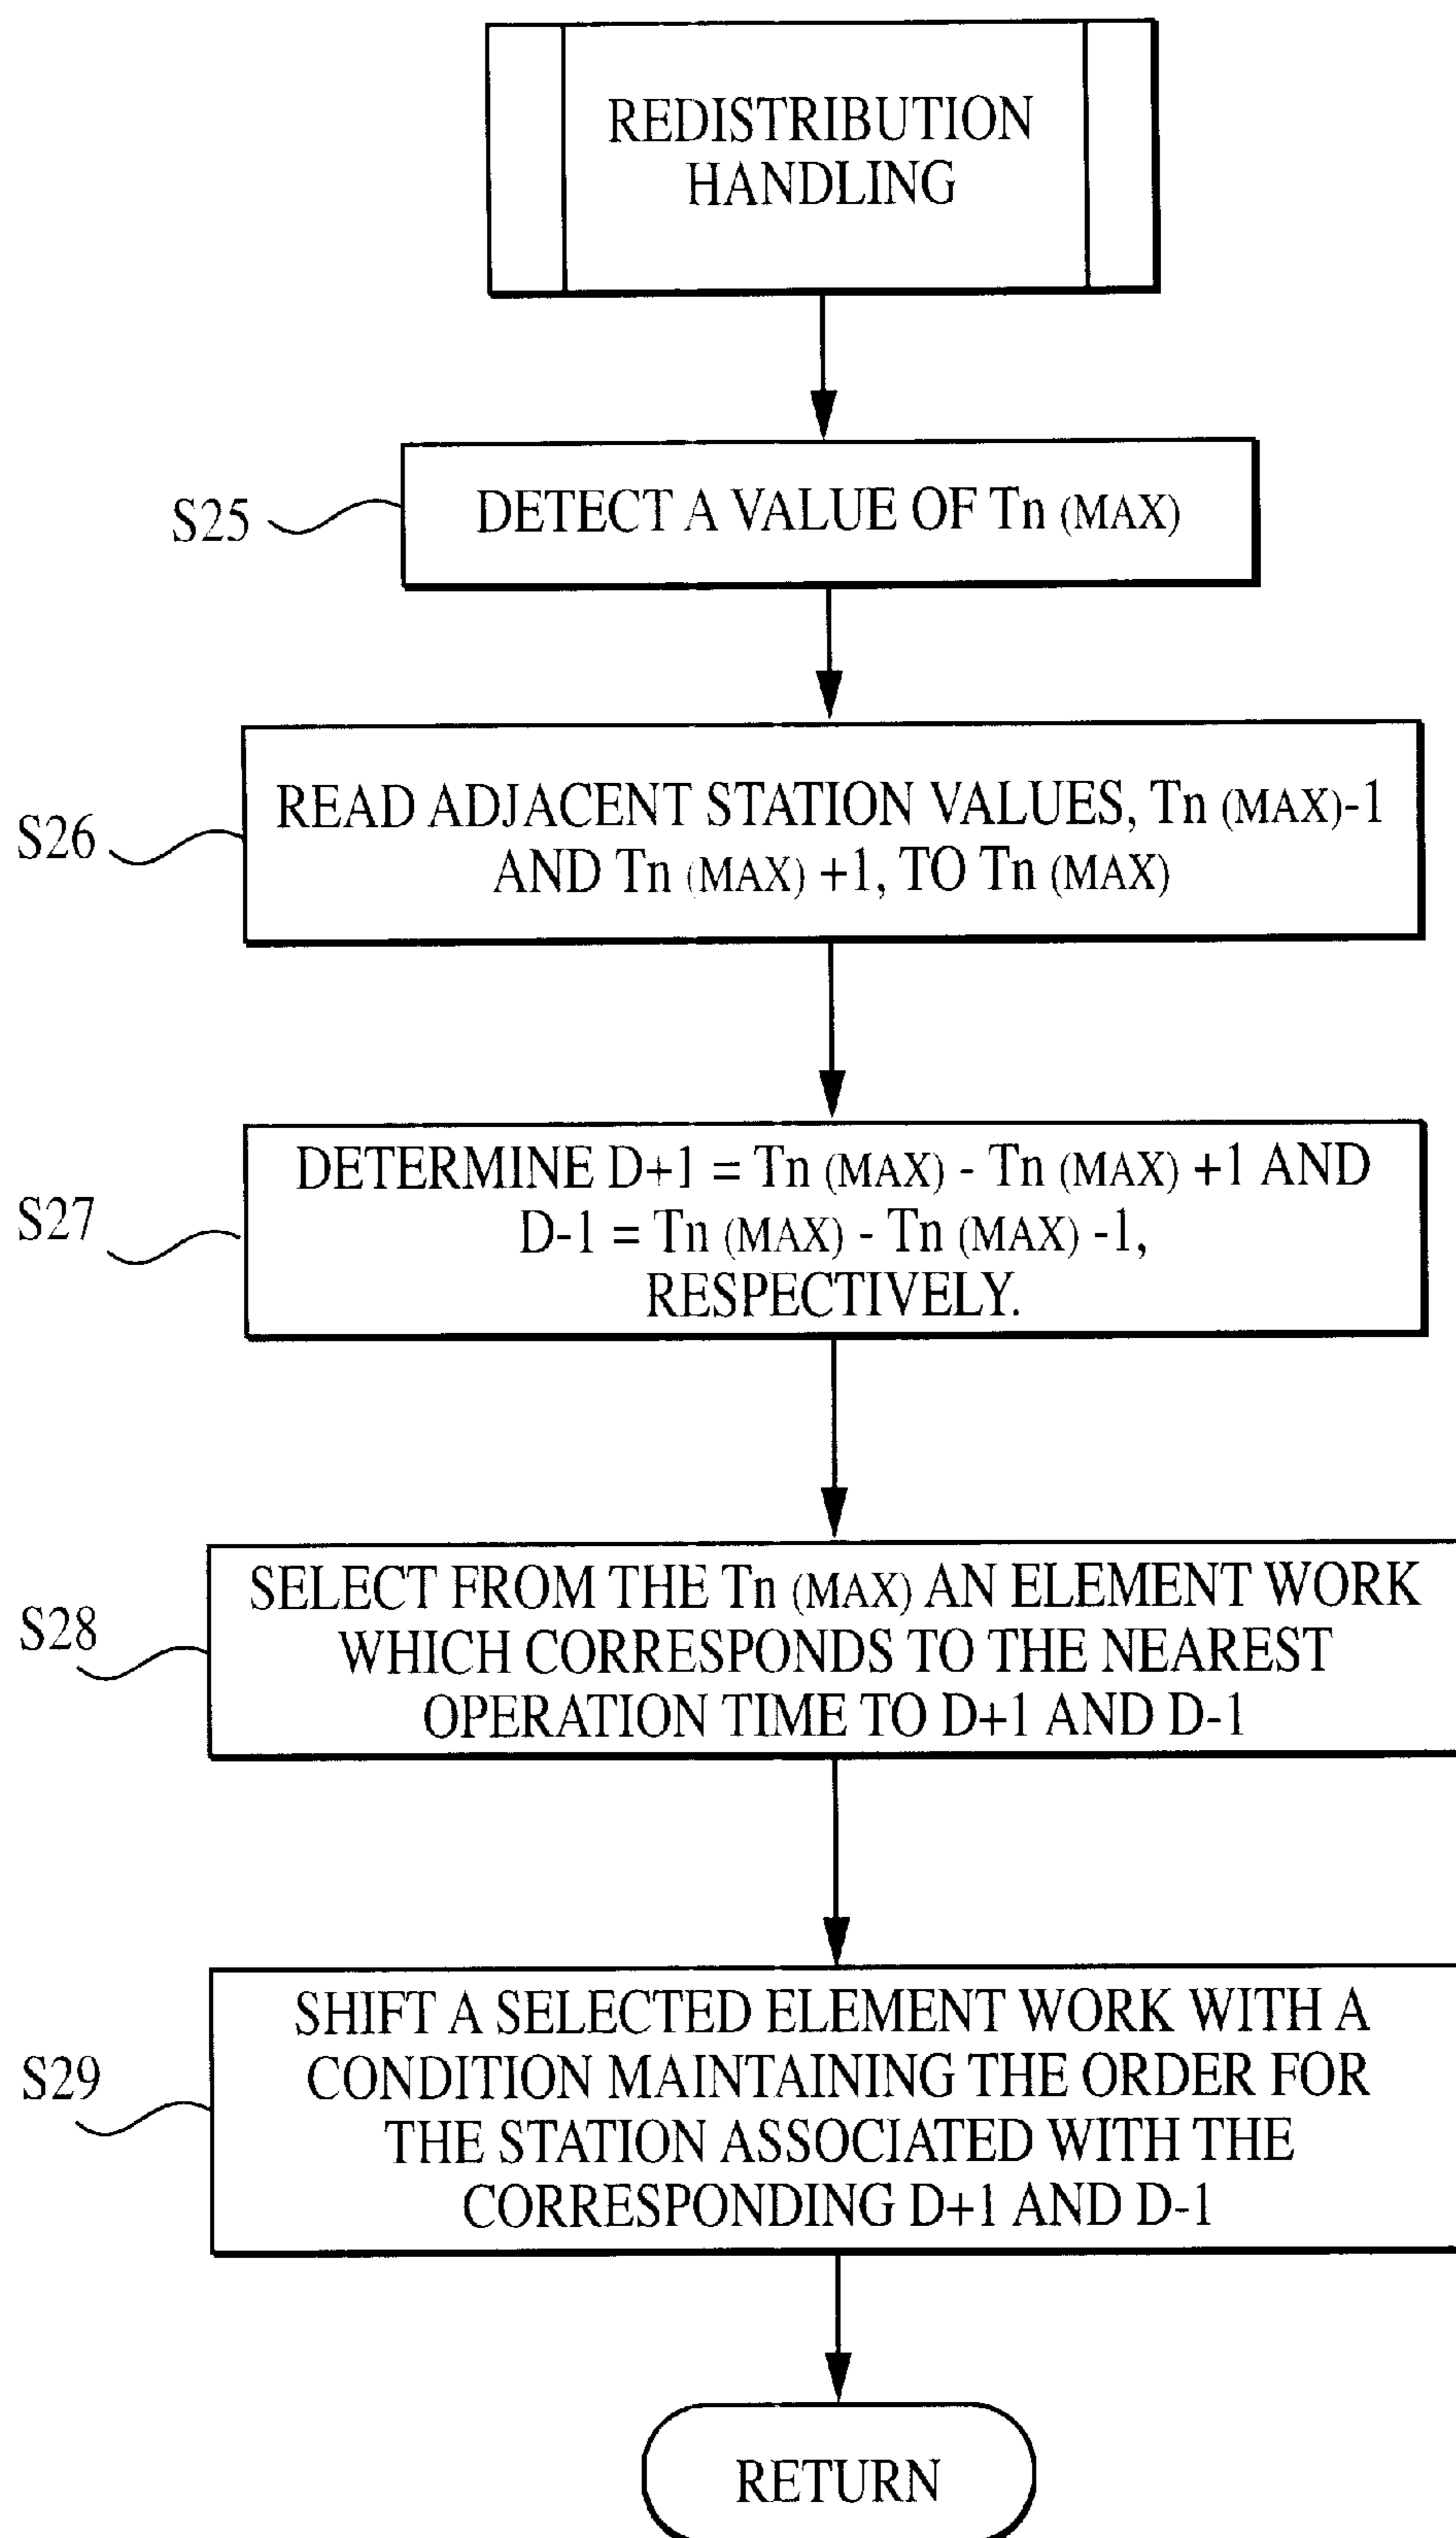 REDISTRIBUTION
HANDLING
S25
DETECT A VALUE OF Tn (MAX)
S26
READ ADJACENT STATION VALUES, Tn (MAX)-1
AND Tn (MAX) +1, TO Tn (MAX)
S27
DETERMINE D+1 = Tn (MAX) - Tn (MAX) +1 AND
D-1 = Tn (MAX) - Tn (MAX) -1,
RESPECTIVELY.
S28
SELECT FROM THE Tn (MAX) AN ELEMENT WORK
WHICH CORRESPONDS TO THE NEAREST
OPERATION TIME TO D+1 AND D-1
S29
SHIFT A SELECTED ELEMENT WORK WITH A
CONDITION MAINTAINING THE ORDER FOR
THE STATION ASSOCIATED WITH THE
CORRESPONDING D+1 AND D-1
RETURN